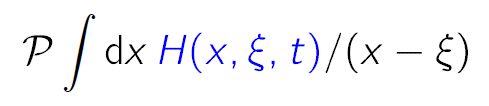 𝒫 ∫ dx H(x, ξ, t)/(x − ξ)